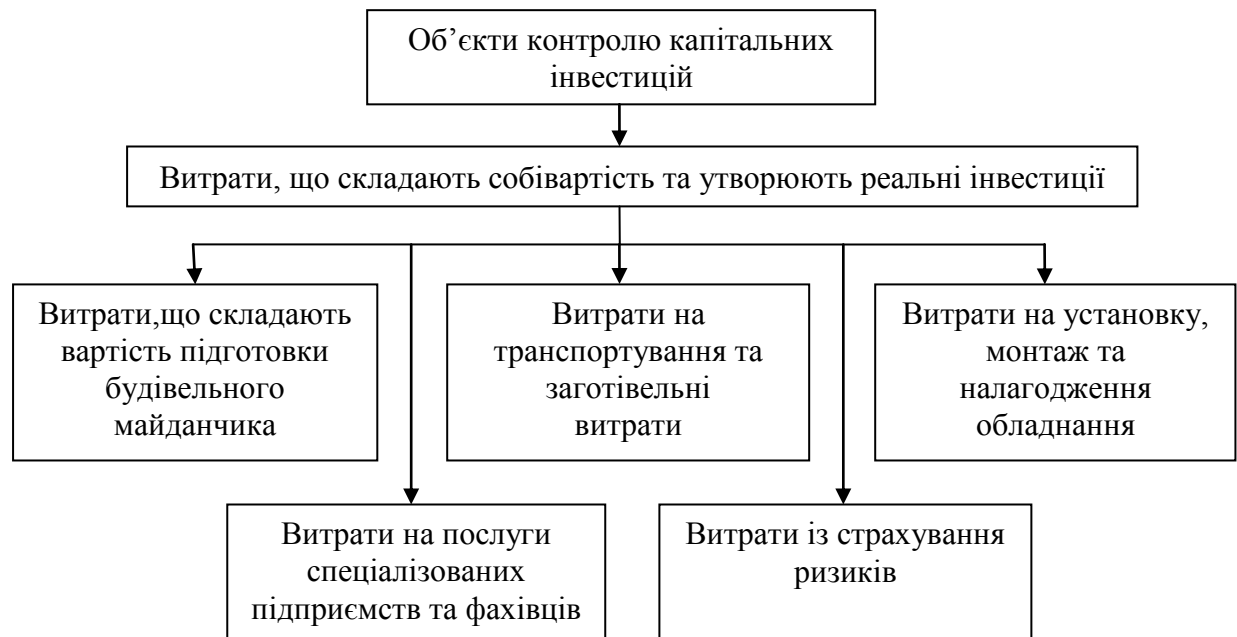 Об’єкти контролю капітальних
інвестицій
Витрати, що складають собівартість та утворюють реальні інвестиції
Витрати,що складають
вартість підготовки
будівельного
майданчика
Витрати на
транспортування та
заготівельні
витрати
Витрати на установку,
монтаж та
налагодження
обладнання
Витрати на послуги
спеціалізованих
підприємств та фахівців
Витрати із страхування
ризиків